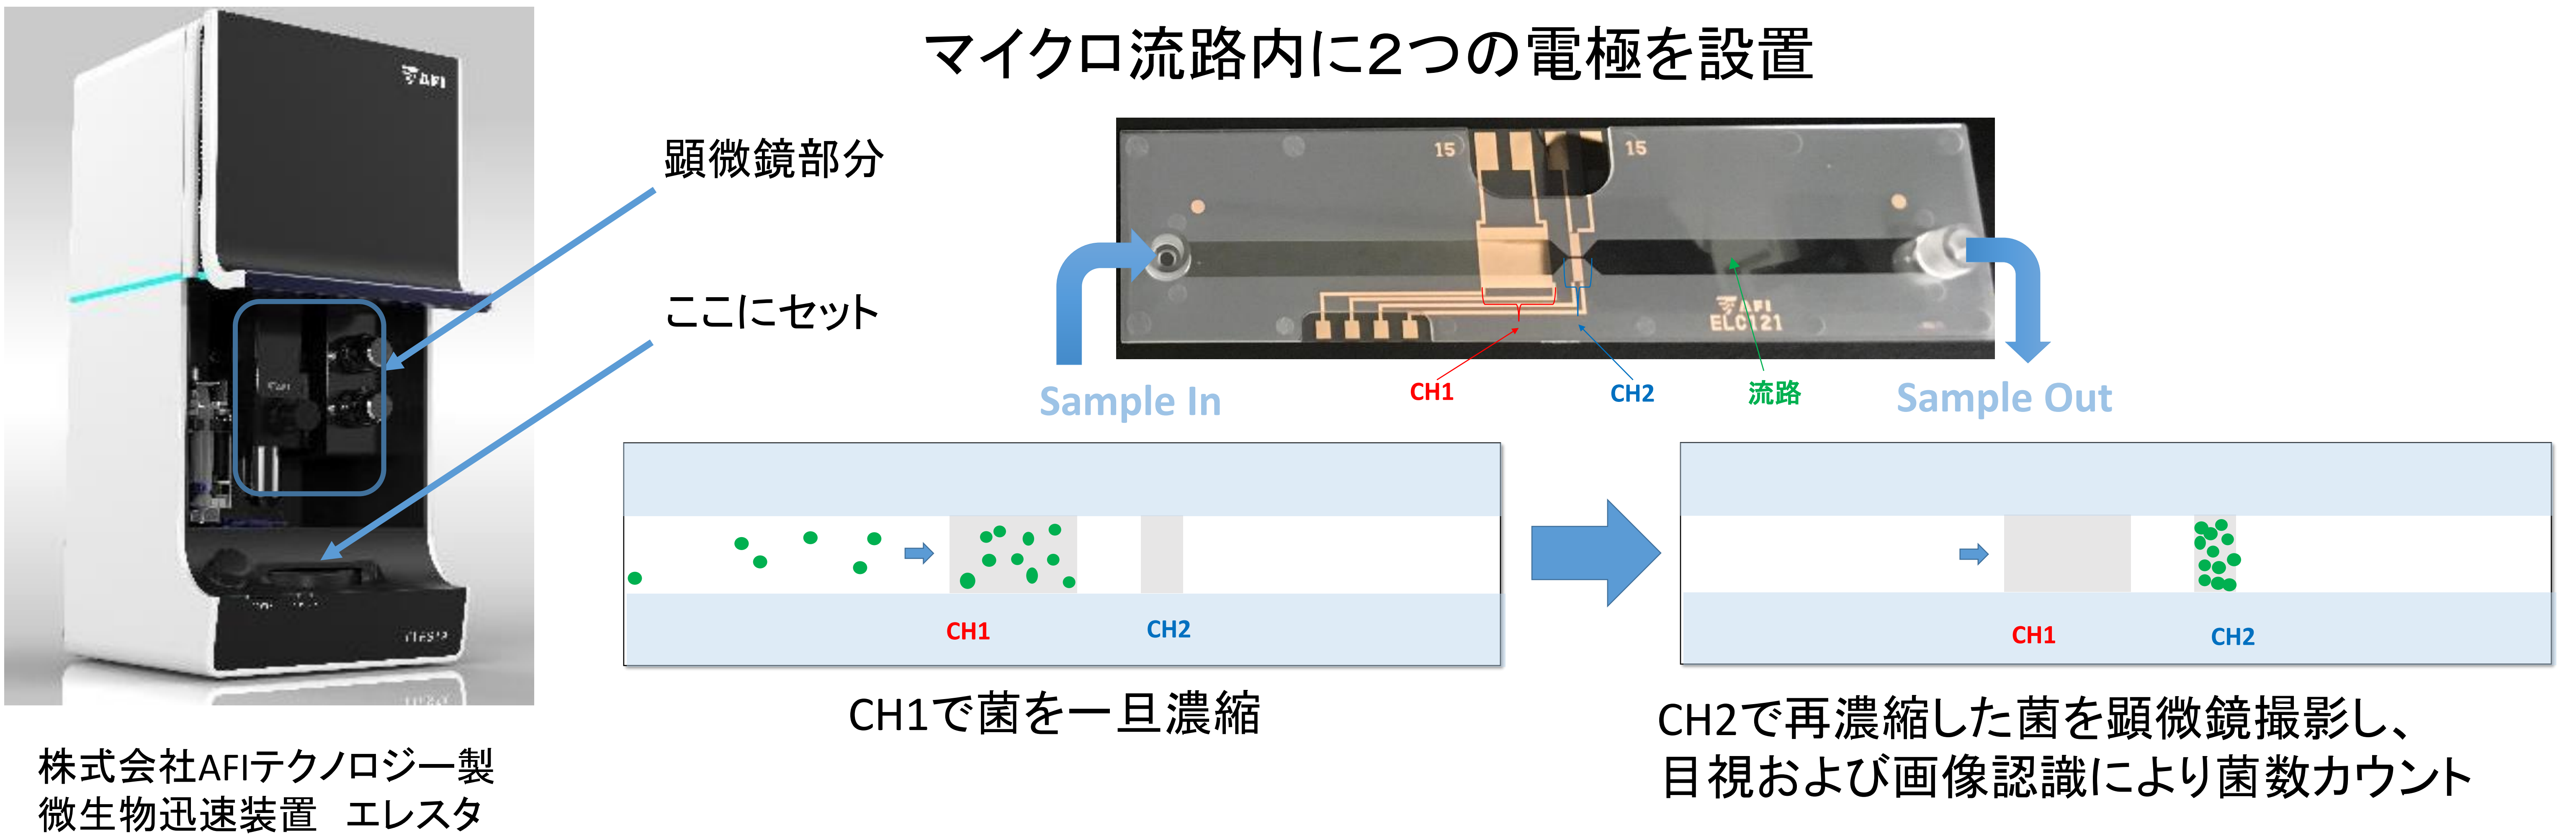 マイクロ流路内に２つの電極を設置
AFI
顕微鏡部分
ここにセット
15
15
AFI
ELC121
CH1
CH2
流路
Sample In
Sample Out
CH1
CH2
CH1
CH2
CH1で菌を一旦濃縮
CH2で再濃縮した菌を顕微鏡撮影し、
目視および画像認識により菌数カウント
株式会社AFIテクノロジー製
微生物迅速装置　エレスタ